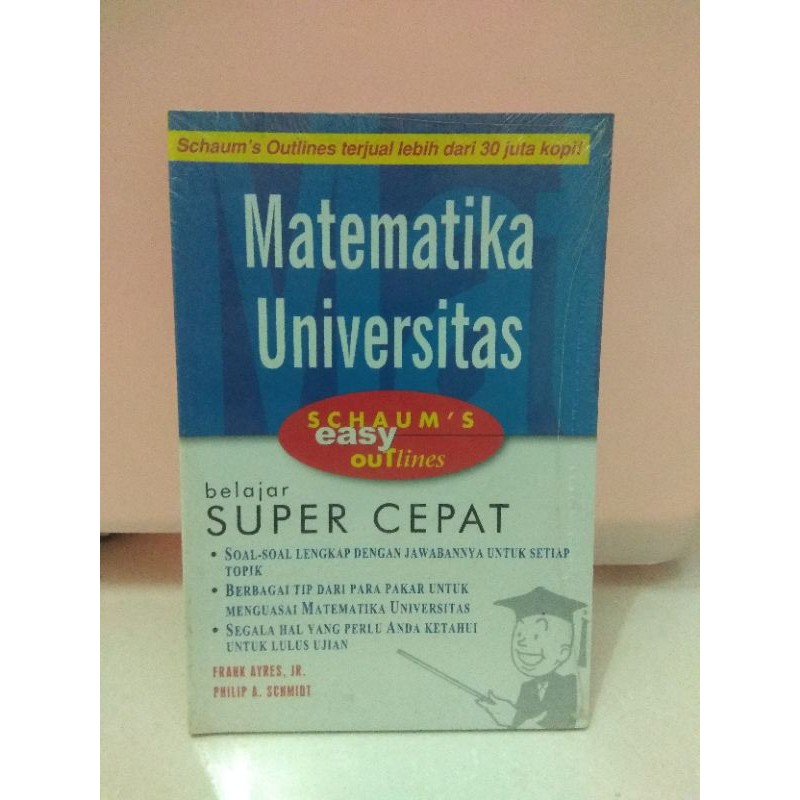 Schaum's Outlines terjual lebih dari 30 juta kopi!
Matematika
Universitas
SCHAUM'S
easy
OUTlines
belajar
SUPER CEPAT
• SOAL-SOAL LENGKAP DENGAN JAWABANNYA UNTUK SETIAP
TOPIK
• BERBAGAI TIP DARI PARA PAKAR UNTUK
MENGUASAI MATEMATIKA UNIVERSITAS
• SEGALA HAL YANG PERLU ANDA KETAHUI
UNTUK LULUS UJIAN
FRANK AYRES, JR.
PHILIP A. SCHMIDT